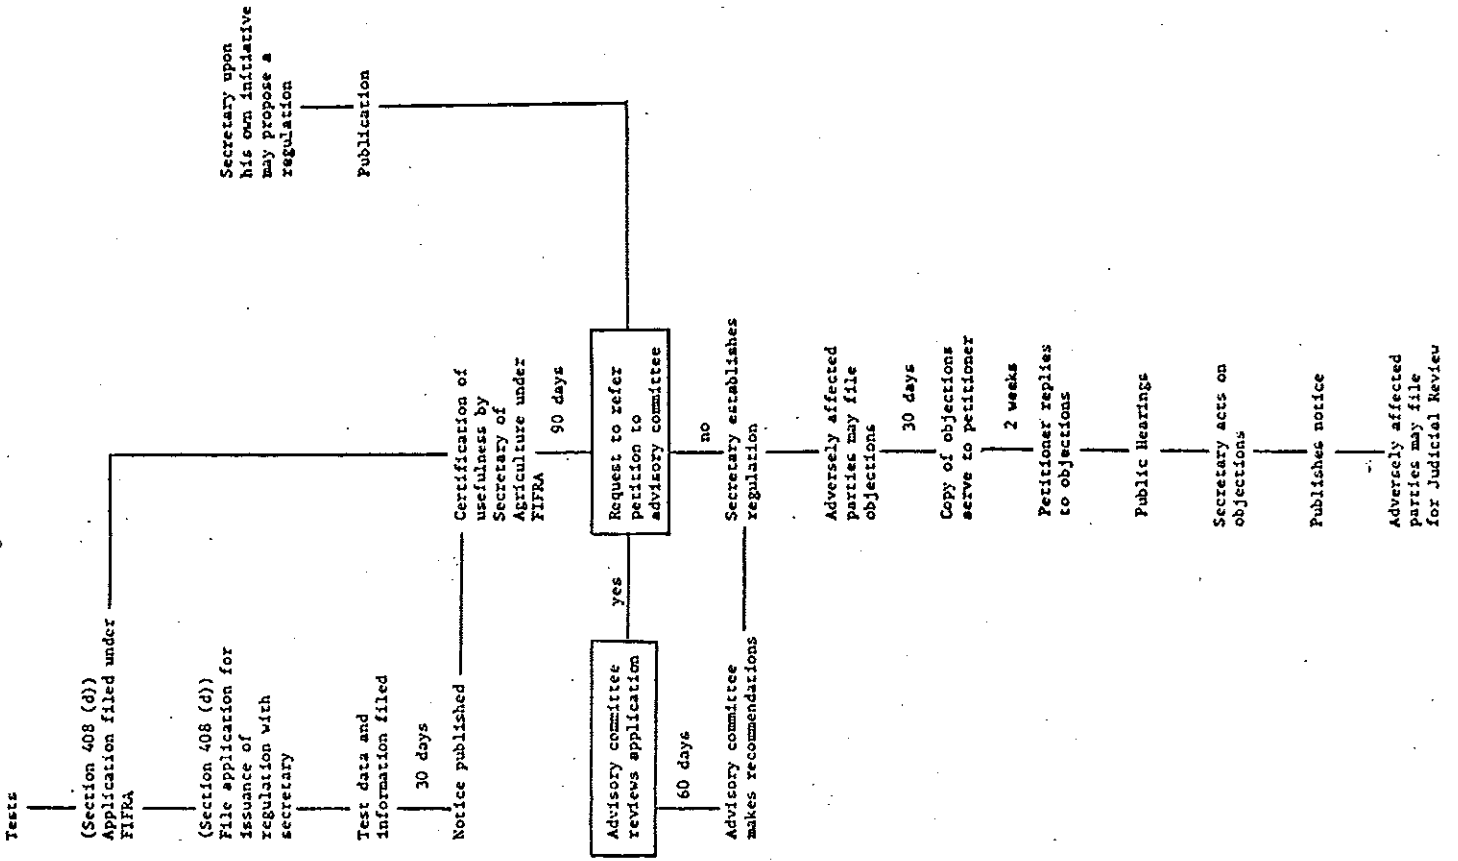 Tests
(Section 408 (d))
Application filed under
FIFRA
(Section 408 (d))
File application for
issuance of
regulation with
secretary
Test data and
information filed
30 days
Notice published
Secretary upon
his own initiative
may propose a
regulation
Publication
Certification of
usefulness by
Secretary of
Agriculture under
FIFRA
90 days
Request to refer
petition to
advisory committee
yes
Advisory committee
reviews application
60 days
Advisory committee
makes recommendations
no
Secretary establishes
regulation
Adversely affected
parties may file
objections
30 days
Copy of objections
serve to petitioner
2 weeks
Petitioner replies
to objections
Public Hearings
Secretary acts on
objections
Publishes notice
Adversely affected
parties may file
for Judicial Review